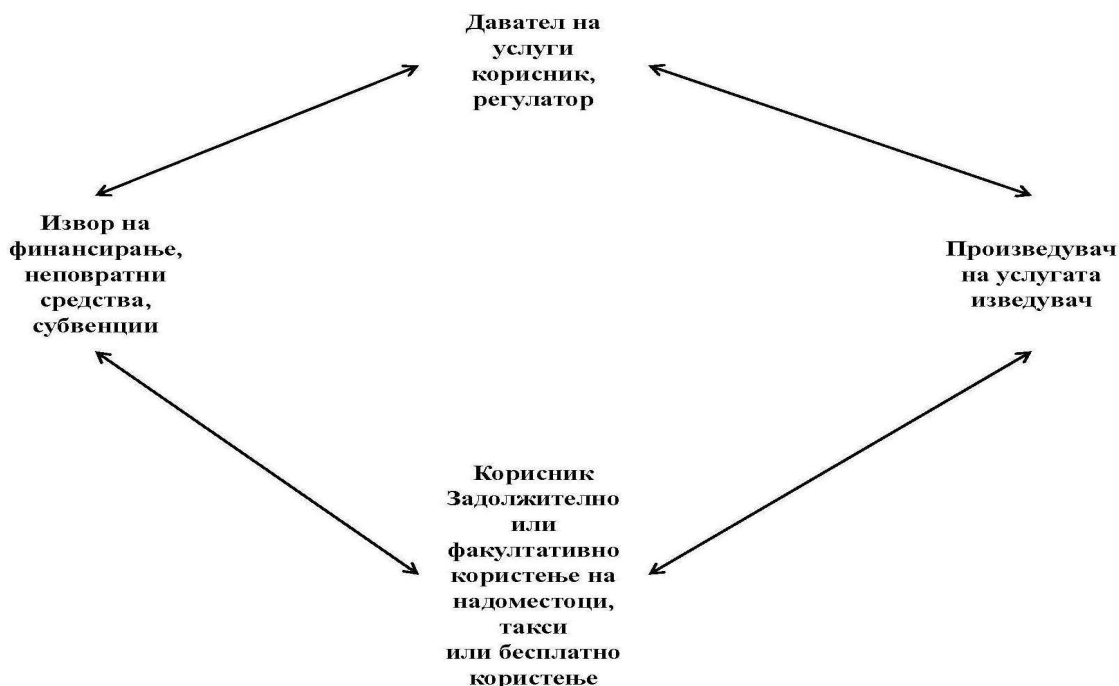 Давател на
услуги
корисник,
регулатор
Извор на
финансирање,
неповратни
средства,
субвенции
Произведувач
на услугата
изведувач
Корисник
Задолжително
или
факултативно
користење на
надоместоци,
такси
или бесплатно
користење